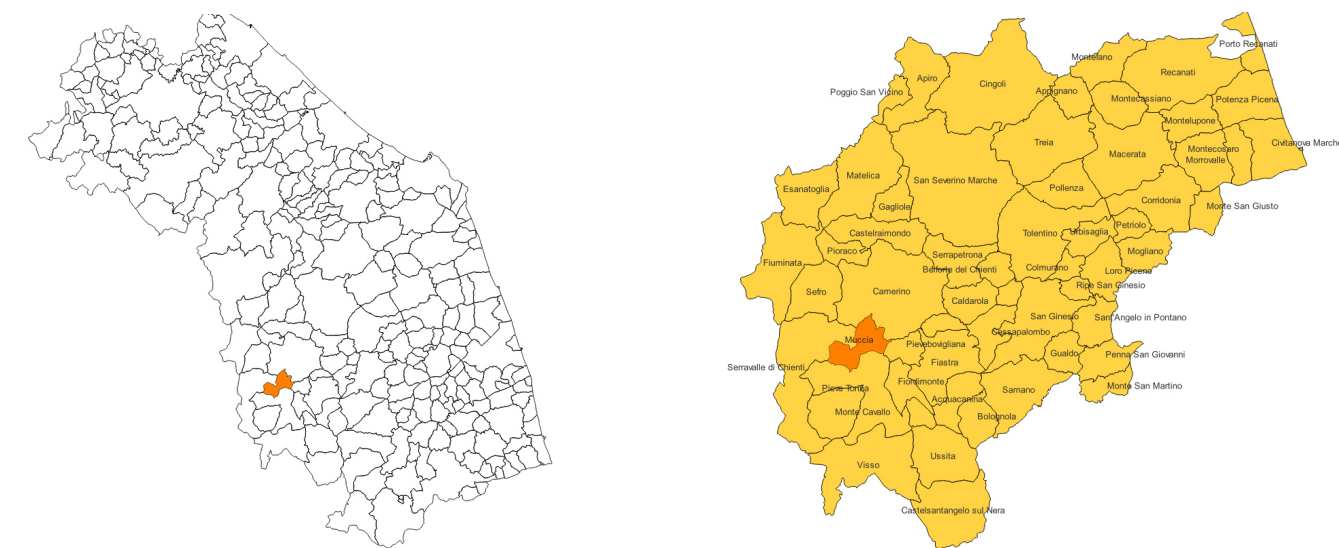 Porto Recanati
Montefano
Recanati
Apiro
Cingoli
Poggio San Vicino
Appignano
Montecassiano
Potenza Picena
Montelupone
Treia
Civitanova Marche
Montecosaro
Macerata
Morrovalle
Matelica
San Severino Marche
Esanatoglia
Pollenza
Corridonia
Gagliole
Monte San Giusto
Petriolo
Castelraimondo
Tolentino
Urbisaglia
Pioraco
Serrapetrona
Mogliano
Fiuminata
Belforte del Chienti
Colmurano
Loro Piceno
Ripe San Ginesio
Sefro
Camerino
Caldarola
San Ginesio
Sant'Angelo in Pontano
Cessapalombo
Muccia
Pievebovigliana
Gualdo
Penna San Giovanni
Fiastra
Serravalle di Chienti
Fiordimonte
Pieve Torina
Monte San Martino
Sarnano
Acquacanina
Monte Cavallo
Bolognola
Ussita
Visso
Castelsantangelo sul Nera